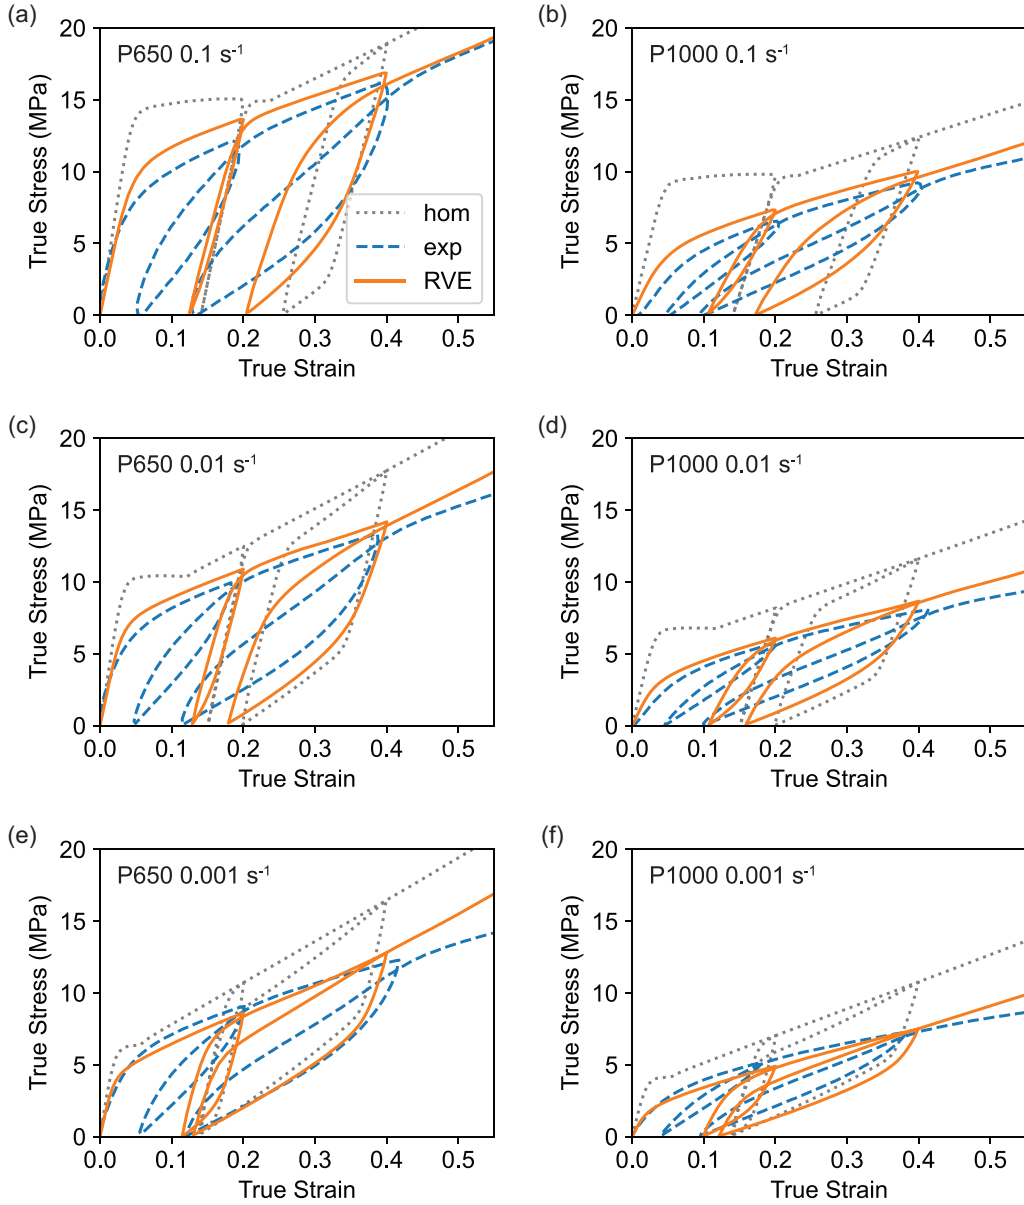 (a)
(b)
20
15
10
5
0
True Stress (MPa)
P650 0.1 s-1
hom
exp
RVE
0.0 0.1 0.2 0.3 0.4 0.5
True Strain
20
15
10
5
0
True Stress (MPa)
P1000 0.1 s-1
0.0 0.1 0.2 0.3 0.4 0.5
True Strain
(c)
(d)
20
15
10
5
0
True Stress (MPa)
P650 0.01 s-1
0.0 0.1 0.2 0.3 0.4 0.5
True Strain
20
15
10
5
0
True Stress (MPa)
P1000 0.01 s-1
0.0 0.1 0.2 0.3 0.4 0.5
True Strain
(e)
(f)
20
15
10
5
0
True Stress (MPa)
P650 0.001 s-1
0.0 0.1 0.2 0.3 0.4 0.5
True Strain
20
15
10
5
0
True Stress (MPa)
P1000 0.001 s-1
0.0 0.1 0.2 0.3 0.4 0.5
True Strain